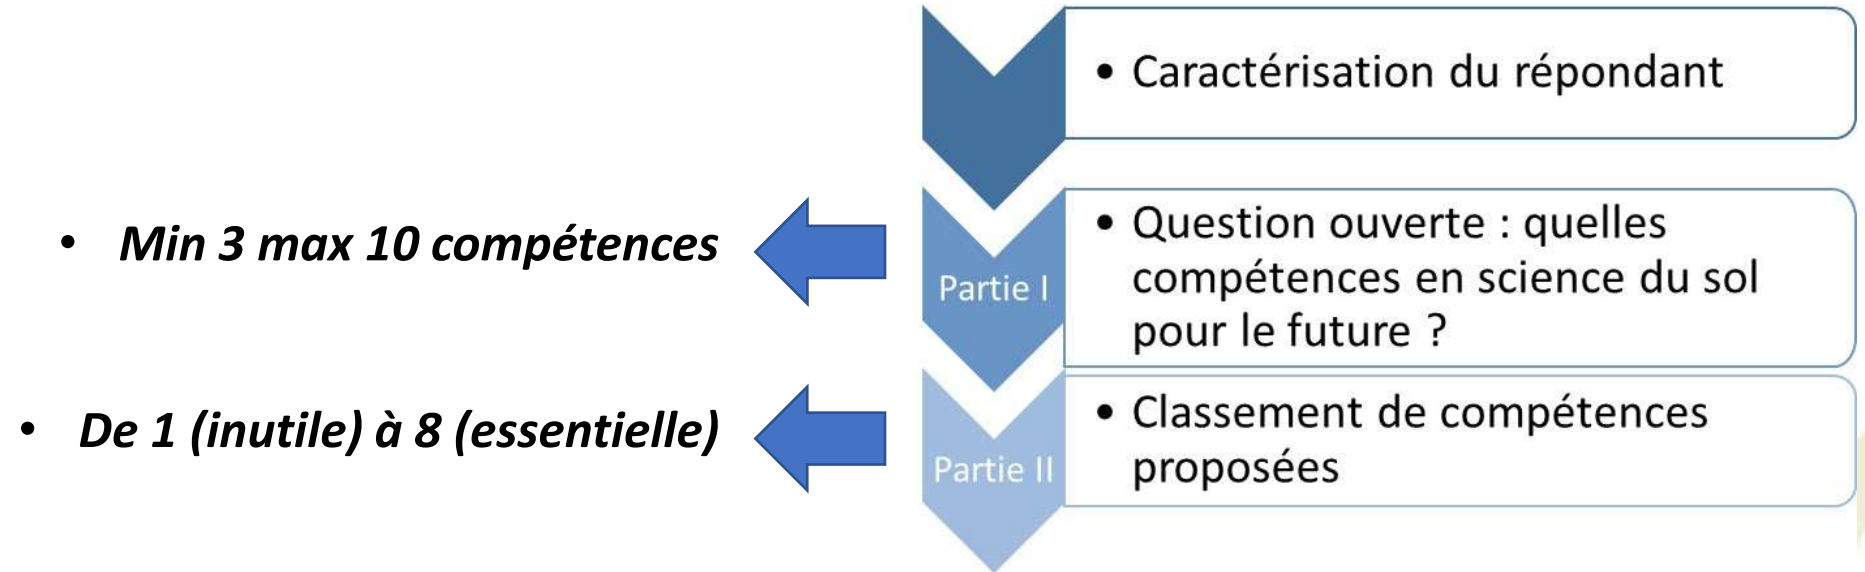 • Caractérisation du répondant
• Min 3 max 10 compétences
Partie I
• Question ouverte : quelles
compétences en science du sol
pour le future ?
• De 1 (inutile) à 8 (essentielle)
Partie II
• Classement de compétences
proposées